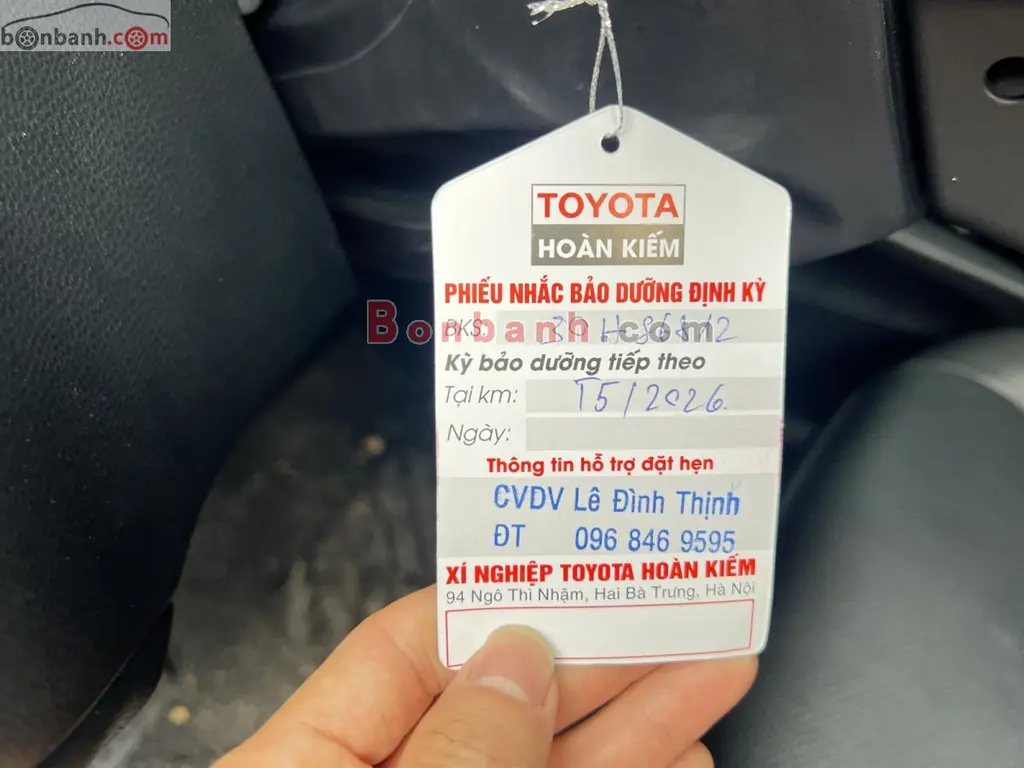 bonbanh.com
TOYOTA
HOÀN KIẾM
PHIẾU NHẮC BẢO DƯỠNG ĐỊNH KỲ
Bonbanh.com
BKS:
Kỳ bảo dưỡng tiếp theo
Tại km: T5/2026
Ngày:
Thông tin hỗ trợ đặt hẹn
CVDV Lê Đình Thịnh
ĐT 096 846 9595
XÍ NGHIỆP TOYOTA HOÀN KIẾM
94 Ngô Thì Nhậm, Hai Bà Trưng, Hà Nội